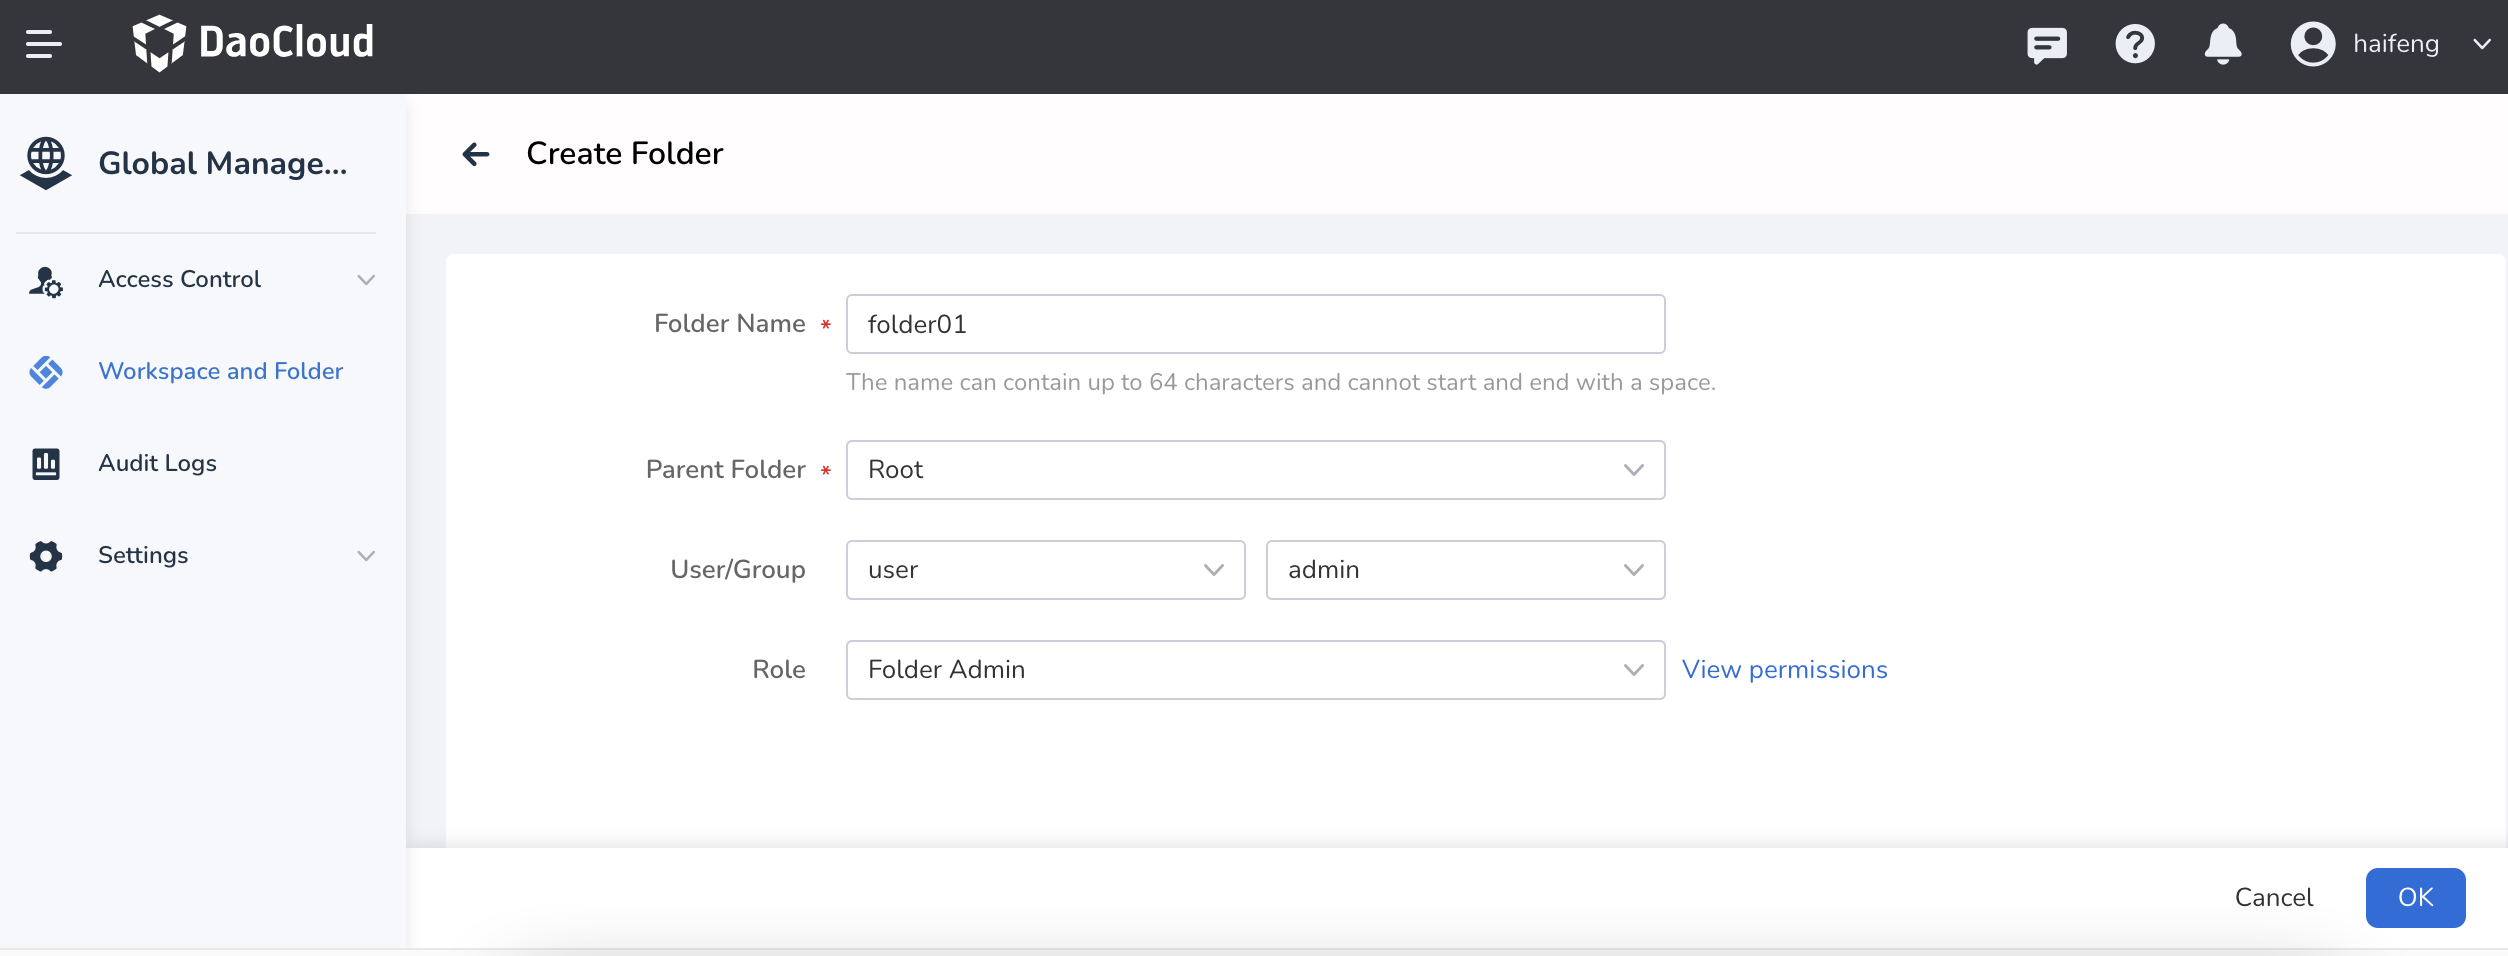 DaoCloud
haifeng
Global Manage...
Access Control
Workspace and Folder
Audit Logs
Settings
Create Folder
Folder Name *
folder01
The name can contain up to 64 characters and cannot start and end with a space.
Parent Folder *
Root
User/Group
user
admin
Role
Folder Admin
View permissions
Cancel
OK